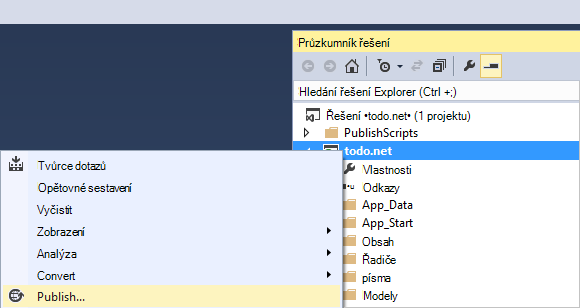 Průzkumník řešení
Hledání řešení Explorer (Ctrl +;)
Řešení •todo.net• (1 projektu)
PublishScripts
todo.net
Vlastnosti
Odkazy
App_Data
App_Start
Obsah
Řadiče
písma
Modely
Tvůrce dotazů
Opětovné sestavení
Vyčistit
Zobrazení
Analýza
Convert
Publish...